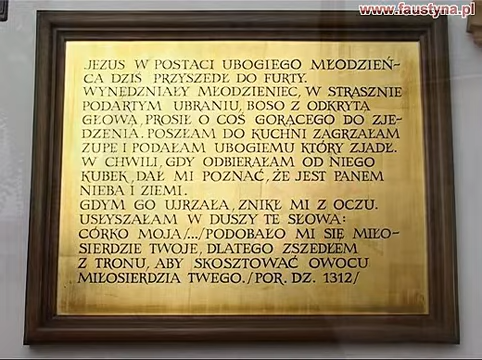 www.faustyna.pl
JEZUS W POSTACI UBOGIEGO MŁODZIEŃ-
CA DZIŚ PRZYSZEDŁ DO FURTY.
WYNĘDZNIAŁY MŁODZIENIEC, W STRASZNIE
PODARTYM UBRANIU, BOSO Z ODKRYTĄ
GŁOWĄ, PROSIŁ O COŚ GORĄCEGO DO ZJE-
DZENIA. POSZŁAM DO KUCHNI ZAGRZAŁAM
ZUPĘ I PODAŁAM UBOGIEMU KTÓRY ZJADŁ.
W CHWILI, GDY ODBIERAŁAM OD NIEGO
KUBEK, DAŁ MI POZNAĆ, ŻE JEST PANEM
NIEBA I ZIEMI.
GDYM GO UJRZAŁA, ZNIKŁ MI Z OCZU.
USŁYSZAŁAM W DUSZY TE SŁOWA:
CÓRKO MOJA/.../PODOBAŁO MI SIĘ MIŁO-
SIERDZIE TWOJE, DLATEGO ZSZEDŁEM
Z TRONU, ABY SKOSZTOWAĆ OWOCU
MIŁOSIERDZIA TWEGO./POR. DZ. 1312/